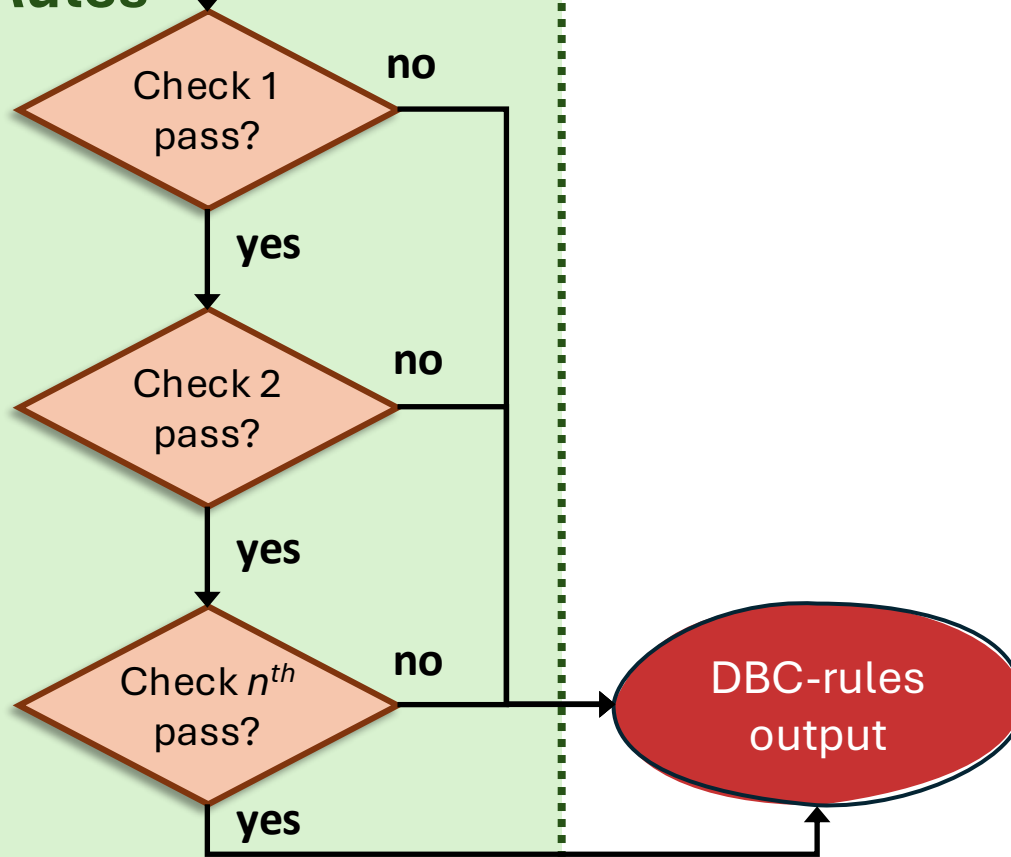 Check 1
pass?
no
yes
Check 2
pass?
no
yes
Check nth
pass?
no
DBC-rules
output
yes